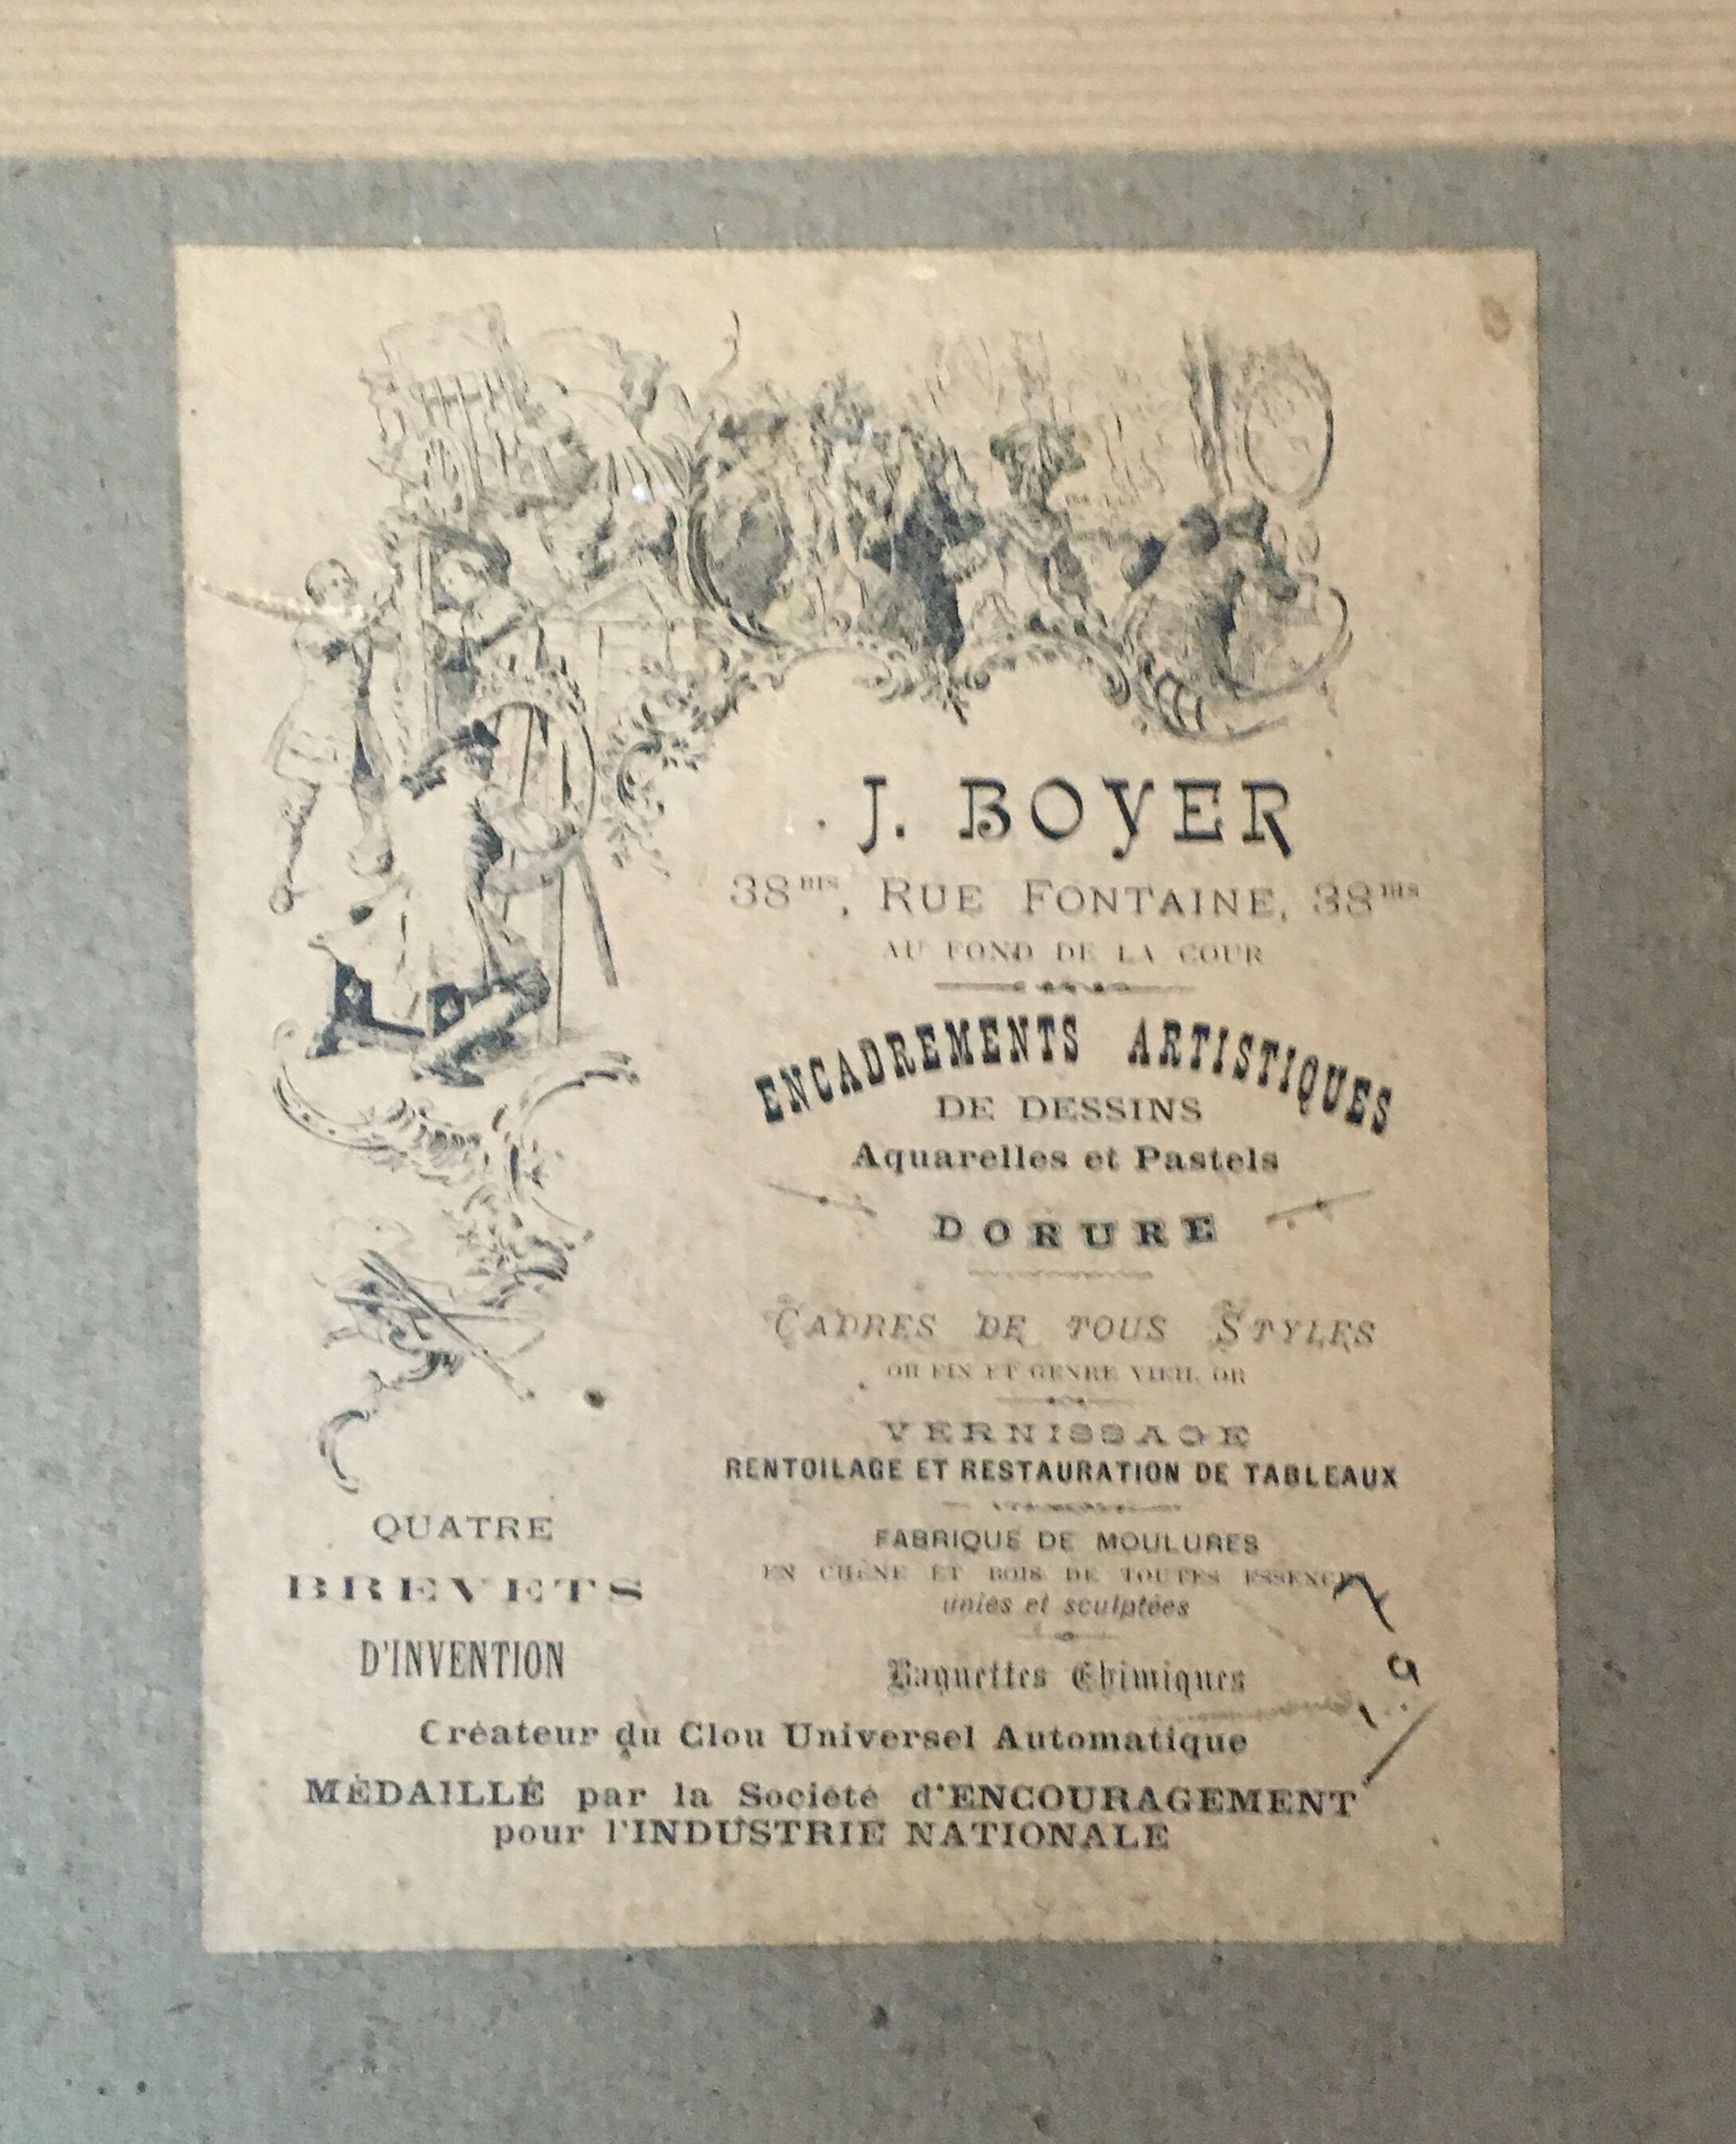 J. BOYER
38BIS, RUE FONTAINE, 38BIS
AU FOND DE LA COUR
ENCADREMENTS ARTISTIQUES
DE DESSINS
Aquarelles et Pastels
DORURE
CADRES DE TOUS STYLES
OR FIN ET GENRE VIEIL OR
VERNISSAGE
RENTOILAGE ET RESTAURATION DE TABLEAUX
FABRIQUE DE MOULURES
EN CHÊNE ET BOIS DE TOUTES ESSENCES
unies et sculptées
Baguettes Chimiques
QUATRE
BREVETS
D'INVENTION
Créateur du Clou Universel Automatique
MÉDAILLÉ par la Société d'ENCOURAGEMENT
pour l'INDUSTRIE NATIONALE